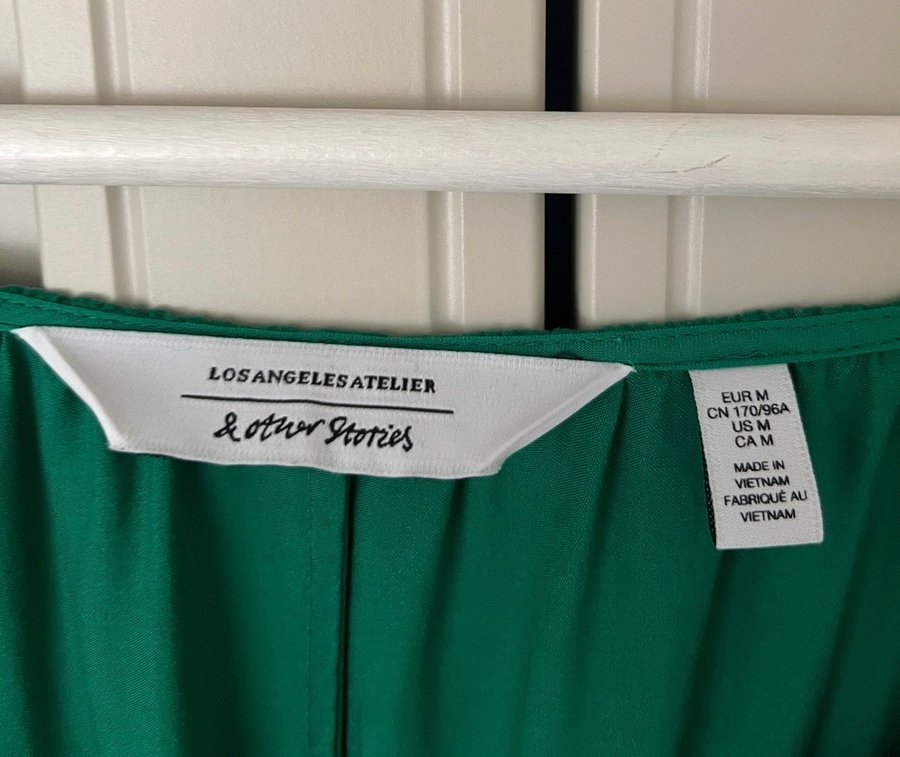 LOS ANGELES ATELIER
& other Stories
EUR M
CN 170/96A
US M
CA M
MADE IN
VIETNAM
FABRIQUÉ AU
VIETNAM